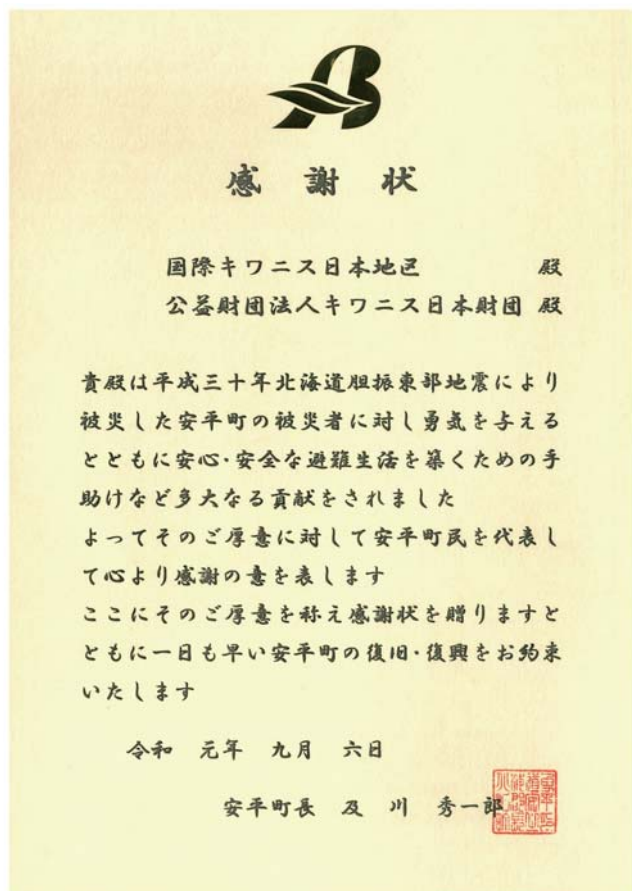 感謝状
国際キワニス日本地区 殿
公益財団法人キワニス日本財団 殿
貴殿は平成三十年北海道胆振東部地震により
被災した安平町の被災者に対し勇気を与える
とともに安心・安全な避難生活を築くための手
助けなど多大なる貢献をされました
よってそのご厚意に対して安平町民を代表し
て心より感謝の意を表します
ここにそのご厚意を称え感謝状を贈りますと
ともに一日も早い安平町の復旧・復興をお約束
いたします
令和 元年 九月 六日
安平町長 及 川 秀一郎